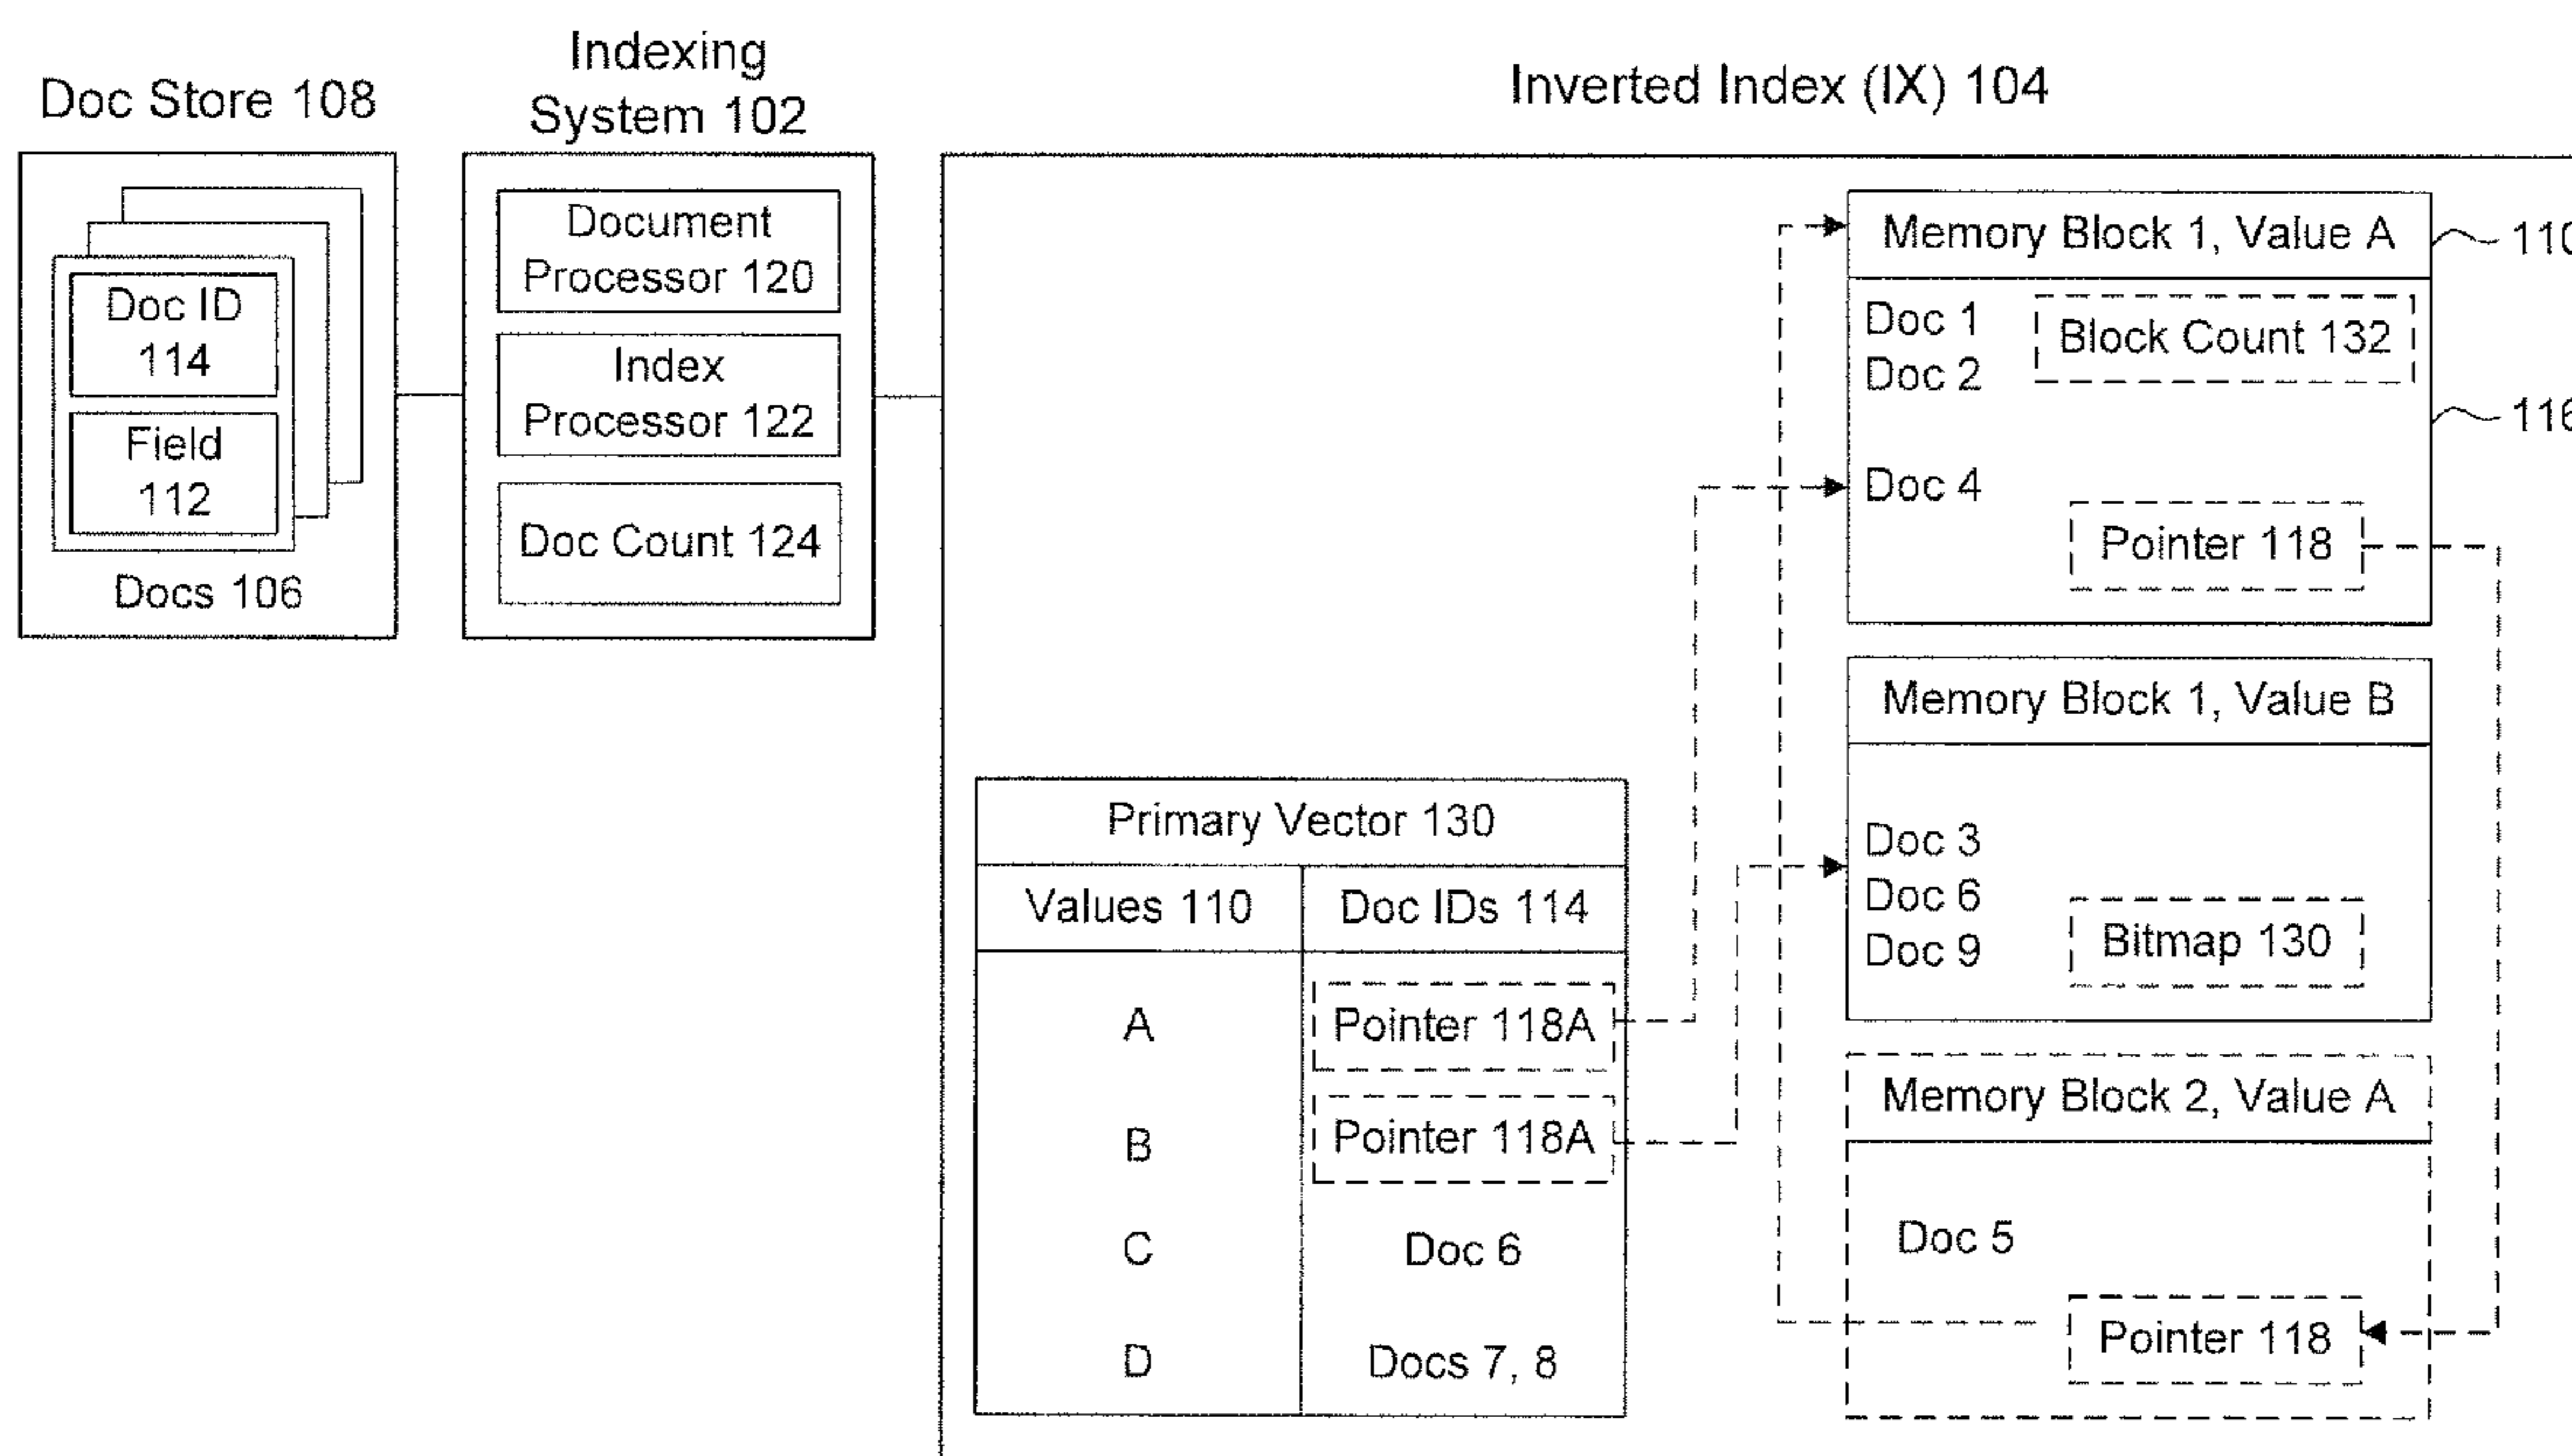 Doc Store 108
Doc ID
114
Field
112
Docs 106
Indexing
System 102
Document
Processor 120
Index
Processor 122
Doc Count 124
Inverted Index (IX) 104
Primary Vector 130
Values 110 Doc IDs 114
A Pointer 118A
B Pointer 118A
C Doc 6
D Docs 7, 8
Memory Block 1, Value A
110
Doc 1
Block Count 132
Doc 2
116
Doc 4
Pointer 118
Memory Block 1, Value B
Doc 3
Doc 6
Doc 9
Bitmap 130
Memory Block 2, Value A
Doc 5
Pointer 118